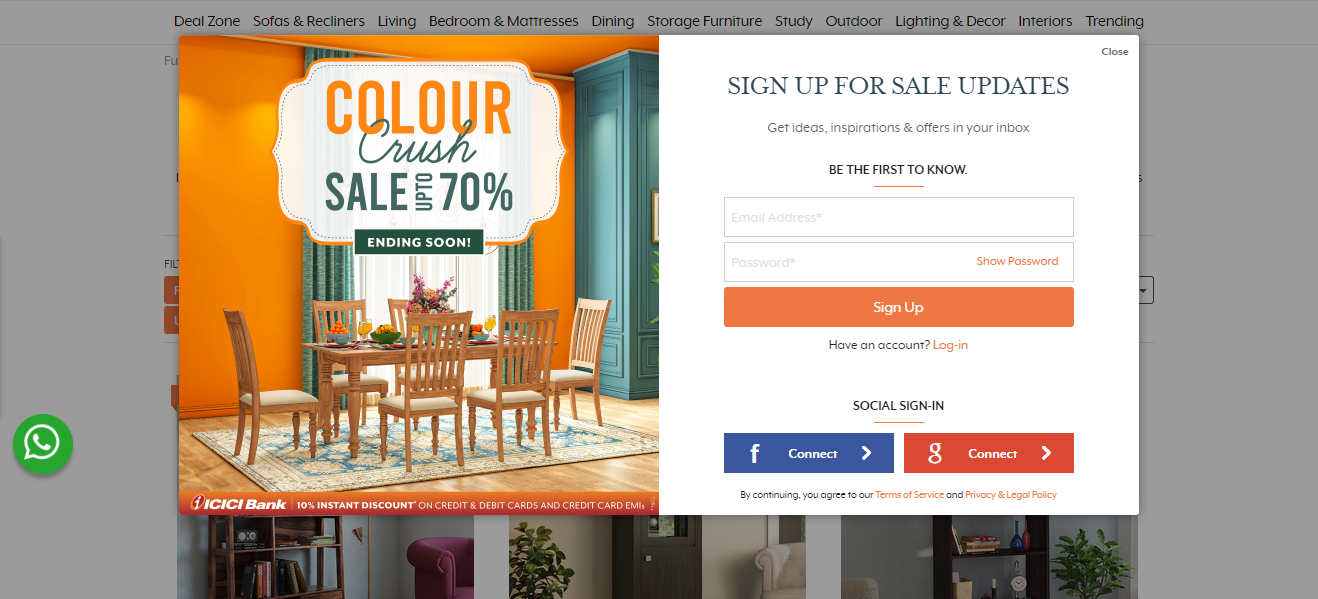 Deal Zone Sofas & Recliners Living Bedroom & Mattresses Dining Storage Furniture Study Outdoor Lighting & Decor Interiors Trending
Fu
COLOUR
Crush
SALE UPTO 70%
ENDING SOON!
ICICI Bank 10% INSTANT DISCOUNT* ON CREDIT & DEBIT CARDS AND CREDIT CARD EMIs
Close
SIGN UP FOR SALE UPDATES
Get ideas, inspirations & offers in your inbox
BE THE FIRST TO KNOW.
Email Address*
Password* Show Password
Sign Up
Have an account? Log-in
SOCIAL SIGN-IN
f Connect
g Connect
By continuing, you agree to our Terms of Service and Privacy & Legal Policy